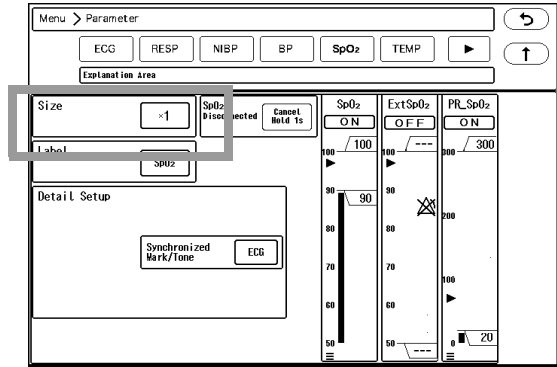 Menu > Parameter
ECG RESP NIBP BP SpO₂ TEMP
Explanation Area
Size ×1
SpO₂
Disconnected
Cancel
Hold 1s
Label SpO₂
Detail Setup
Synchronized
Mark/Tone
ECG
SpO₂
ON
100
100
90
90
80
70
60
50
ExtSpO₂
OFF
---
100
90
80
70
60
50
---
PR_SpO₂
ON
300
300
200
100
0
20